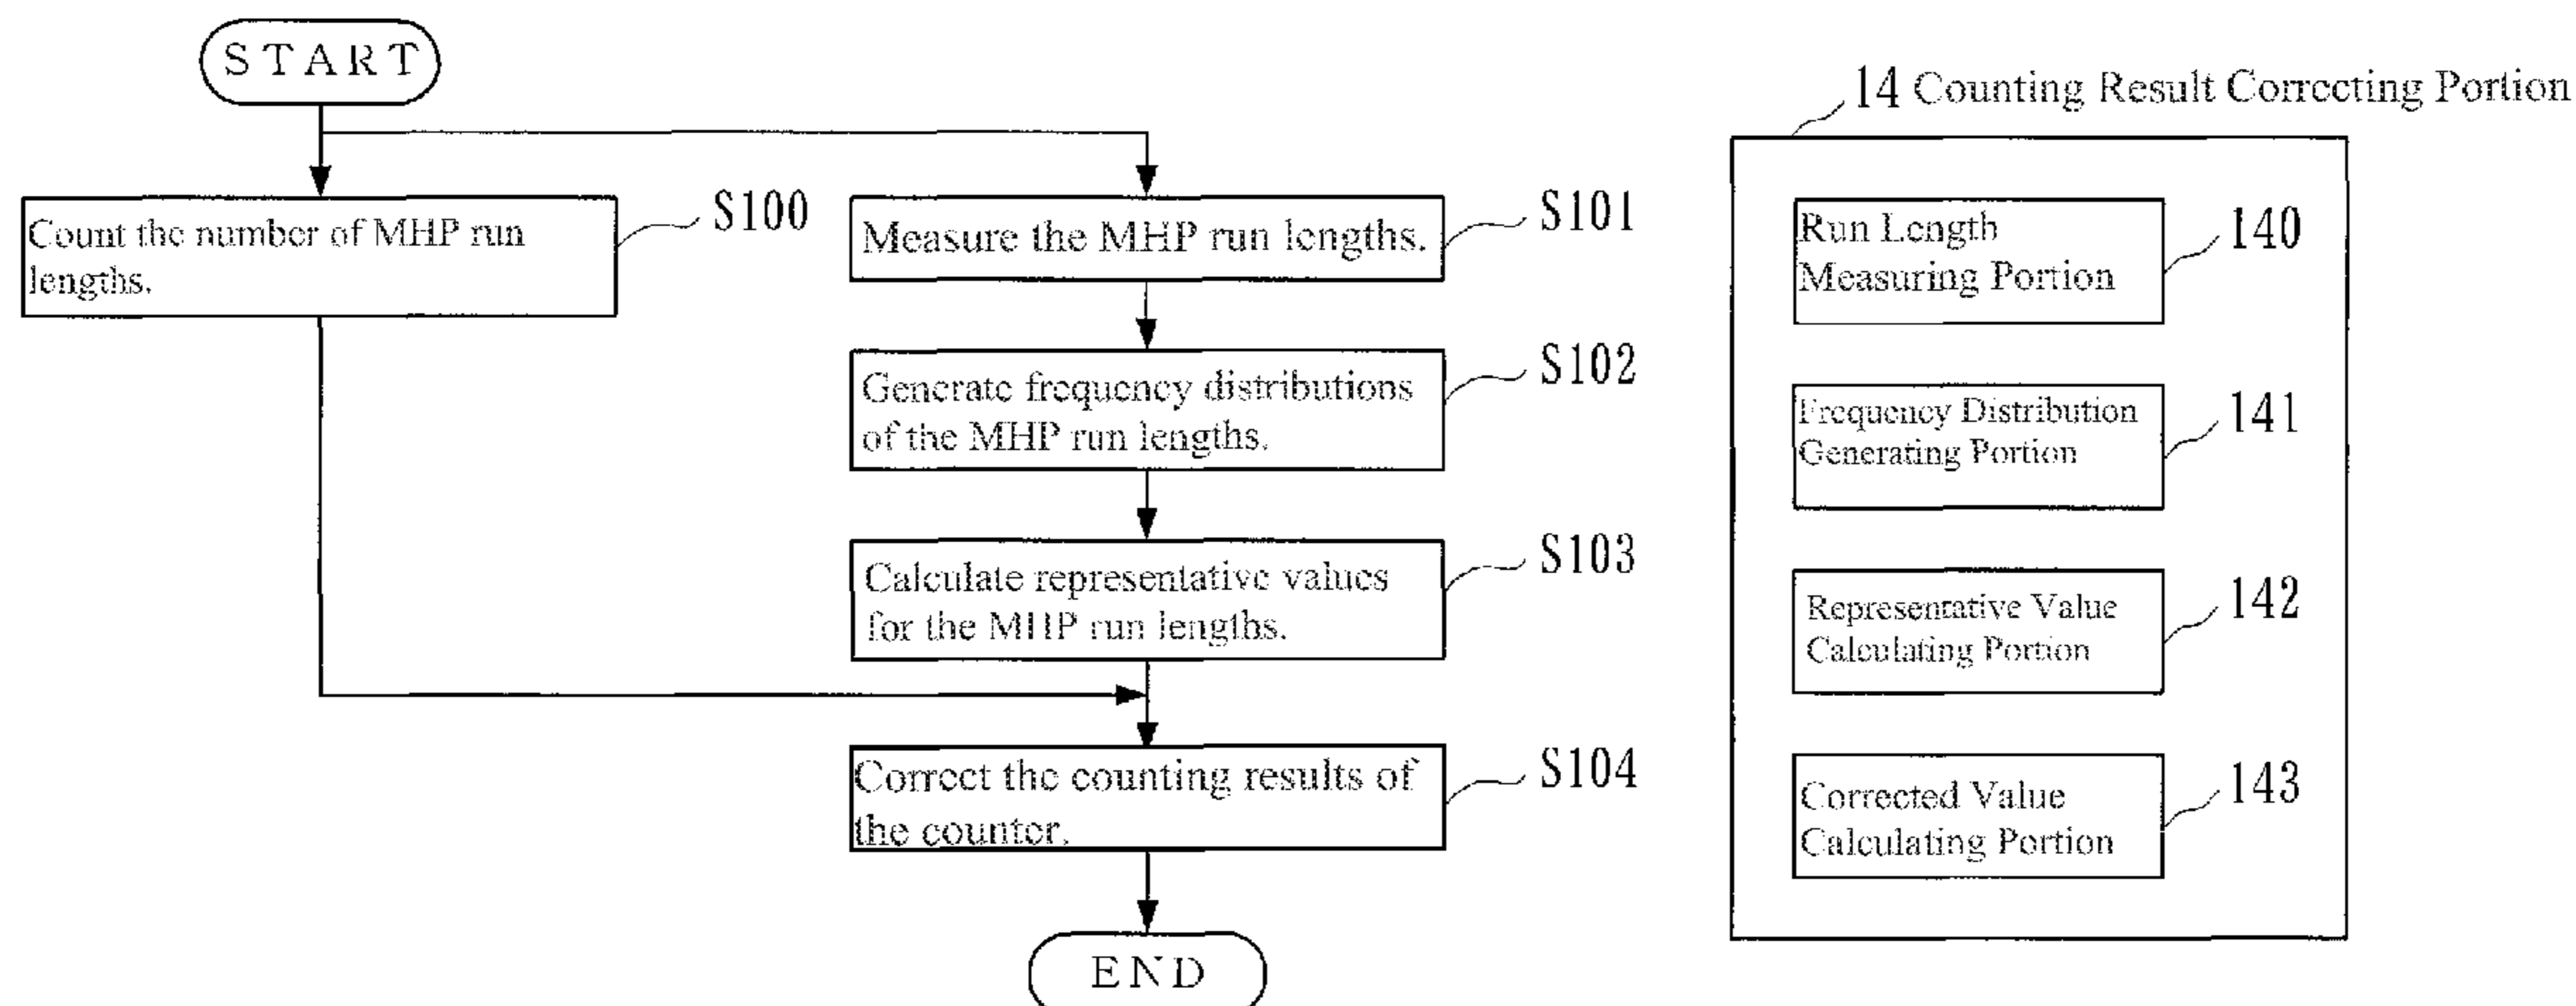 START
Count the number of MHP run
lengths.
S100
Measure the MHP run lengths.
S101
Generate frequency distributions
of the MHP run lengths.
S102
Calculate representative values
for the MHP run lengths.
S103
Correct the counting results of
the counter.
S104
END
14 Counting Result Correcting Portion
Run Length
Measuring Portion
140
Frequency Distribution
Generating Portion
141
Representative Value
Calculating Portion
142
Corrected Value
Calculating Portion
143